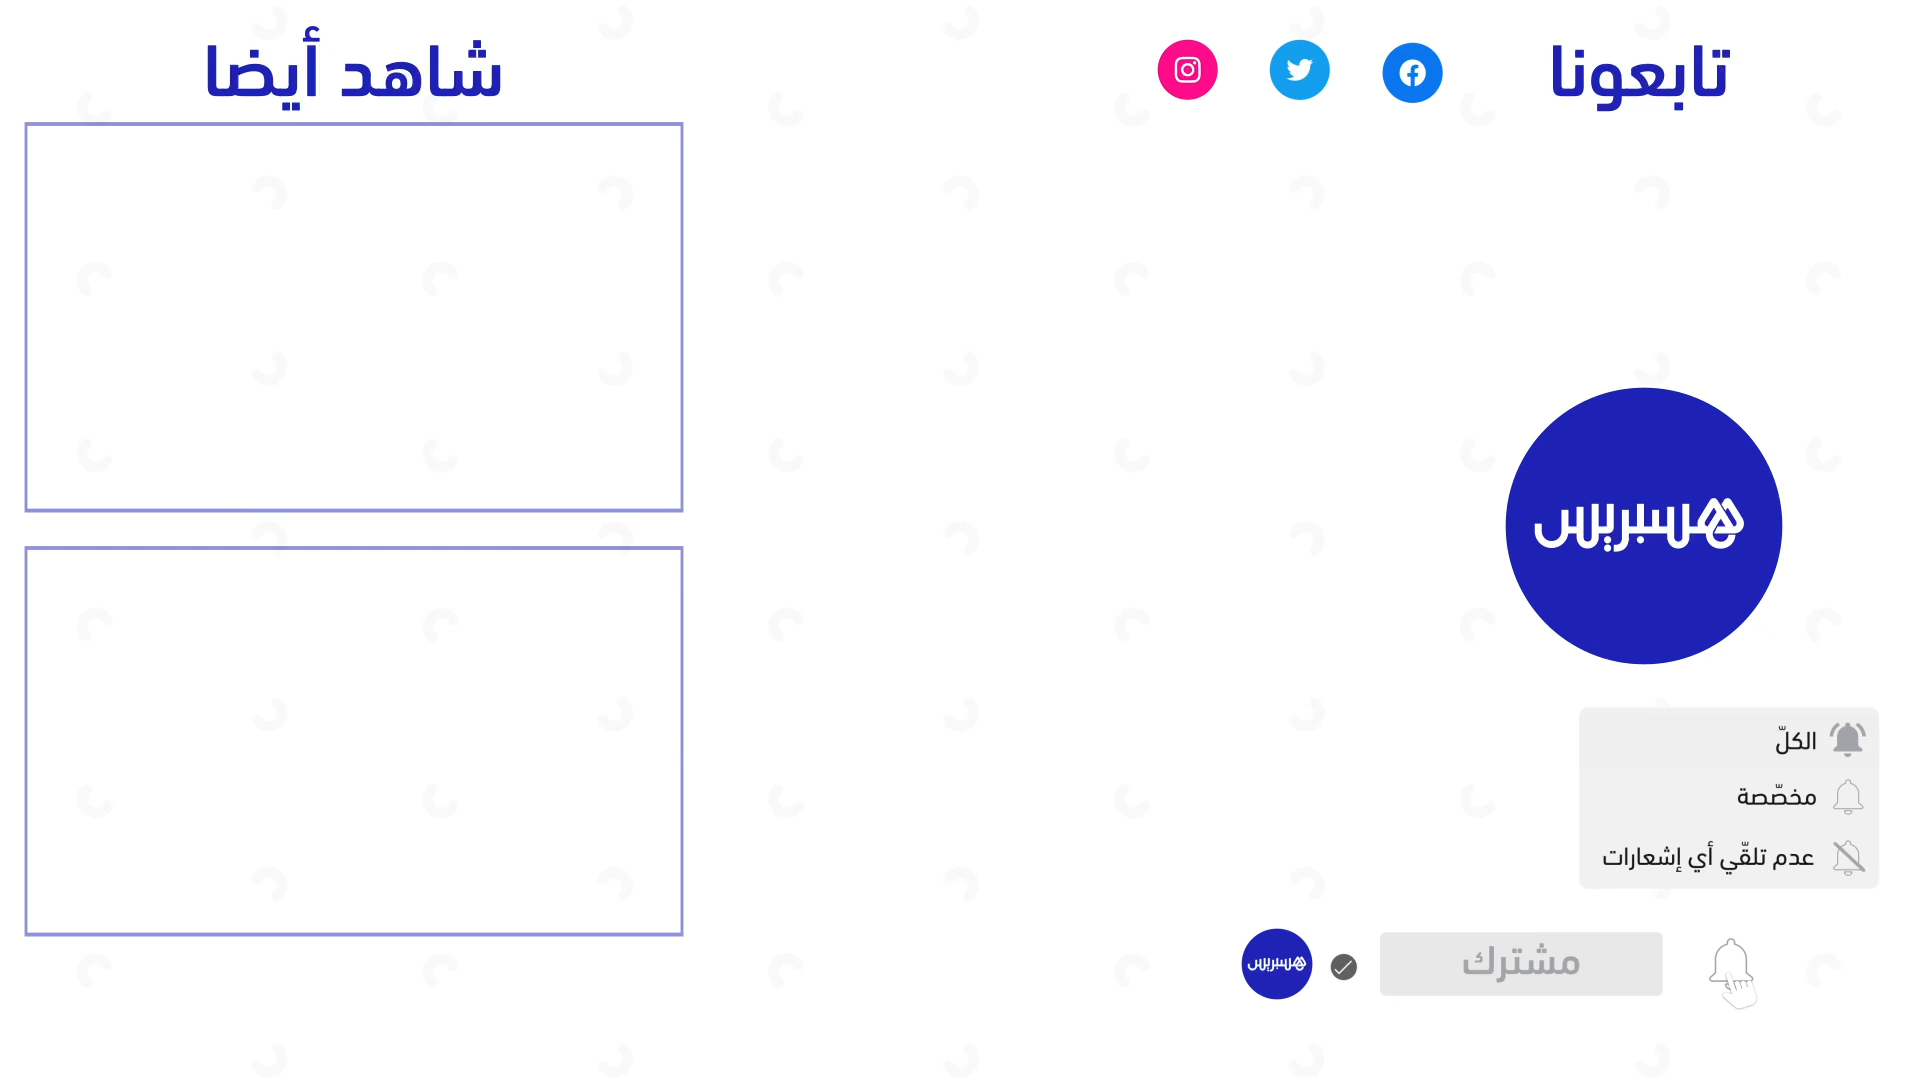 تابعونا
شاهد أيضا
هسبريس
الكلّ
مخصّصة
عدم تلقّي أي إشعارات
مشترك
هسبريس